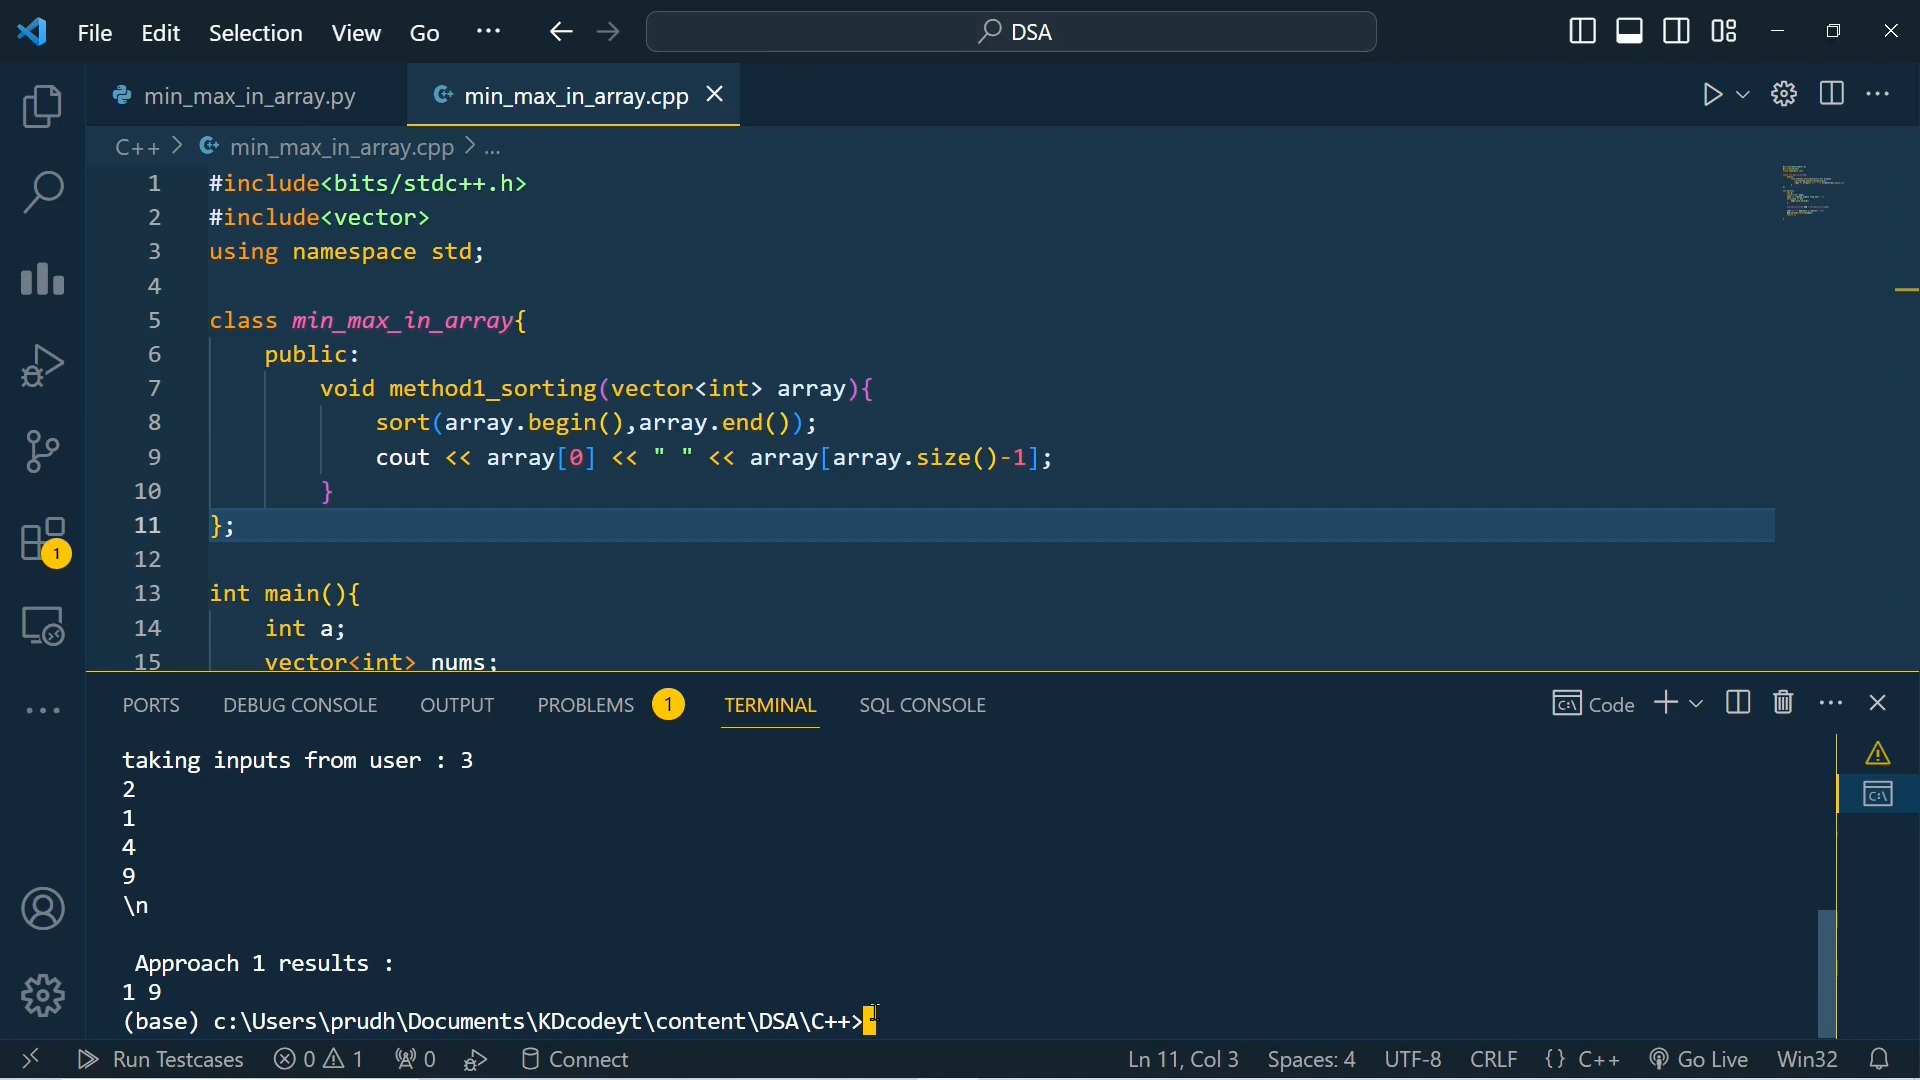 File Edit Selection View Go ··· DSA
min_max_in_array.py min_max_in_array.cpp
C++ > min_max_in_array.cpp > ...
1 #include<bits/stdc++.h>
2 #include<vector>
3 using namespace std;
4
5 class min_max_in_array{
6 public:
7 void method1_sorting(vector<int> array){
8 sort(array.begin(),array.end());
9 cout << array[0] << " " << array[array.size()-1];
10 }
11 };
12
13 int main(){
14 int a;
15 vector<int> nums;
1
PORTS DEBUG CONSOLE OUTPUT PROBLEMS 1 TERMINAL SQL CONSOLE Code
taking inputs from user : 3
2
1
4
9
\n
Approach 1 results :
1 9
(base) c:\Users\prudh\Documents\KDcodeyt\content\DSA\C++>
Run Testcases 0 1 0 Connect Ln 11, Col 3 Spaces: 4 UTF-8 CRLF {} C++ Go Live Win32